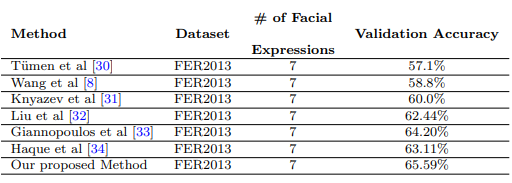 # of Facial
Method Dataset Validation Accuracy
Expressions
Tümen et al [30] FER2013 7 57.1%
Wang et al [8] FER2013 7 58.8%
Knyazev et al [31] FER2013 7 60.0%
Liu et al [32] FER2013 7 62.44%
Giannopoulos et al [33] FER2013 7 64.20%
Haque et al [34] FER2013 7 63.11%
Our proposed Method FER2013 7 65.59%